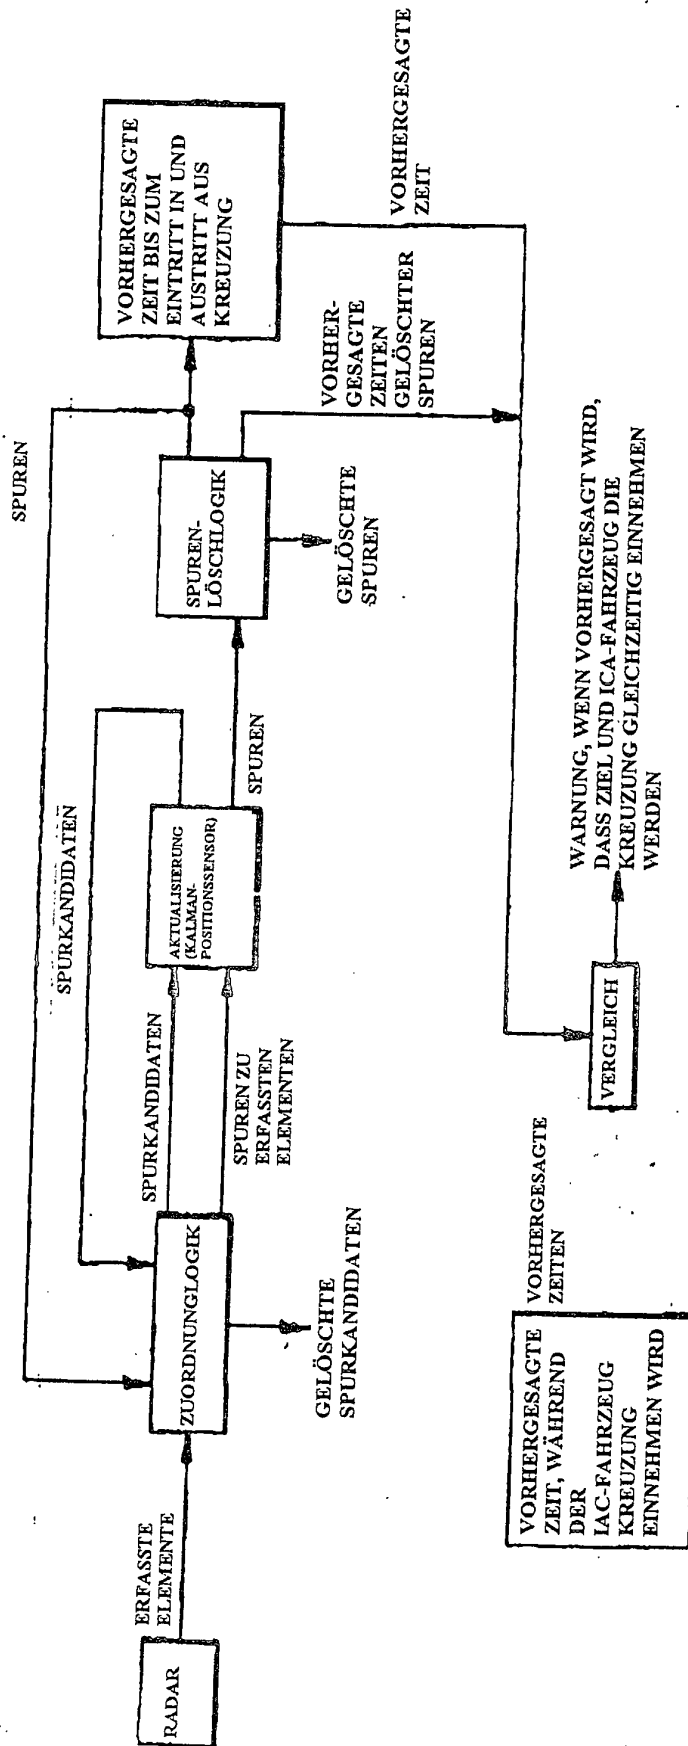 RADAR
ERFASSTE
ELEMENTE
ZUORDNUNGLOGIK
GELÖSCHTE
SPURKANDIDATEN
SPURKANDIDATEN
SPUREN ZU
ERFASSTEN
ELEMENTEN
SPURKANDIDATEN
AKTUALISIERUNG
(KALMAN-
POSITIONSSENSOR)
SPUREN
SPUREN
SPUREN-
LÖSCHLOGIK
GELÖSCHTE
SPUREN
VORHER-
GESAGTE
ZEITEN
GELÖSCHTER
SPUREN
VORHERGESAGTE
ZEIT BIS ZUM
EINTRITT IN UND
AUSTRITT AUS
KREUZUNG
VORHERGESAGTE
ZEIT
VORHERGESAGTE
ZEIT, WÄHREND
DER
IAC-FAHRZEUG
KREUZUNG
EINNEHMEN WIRD
VORHERGESAGTE
ZEITEN
VERGLEICH
WARNUNG, WENN VORHERGESAGT WIRD,
DASS ZIEL UND ICA-FAHRZEUG DIE
KREUZUNG GLEICHZEITIG EINNEHMEN
WERDEN